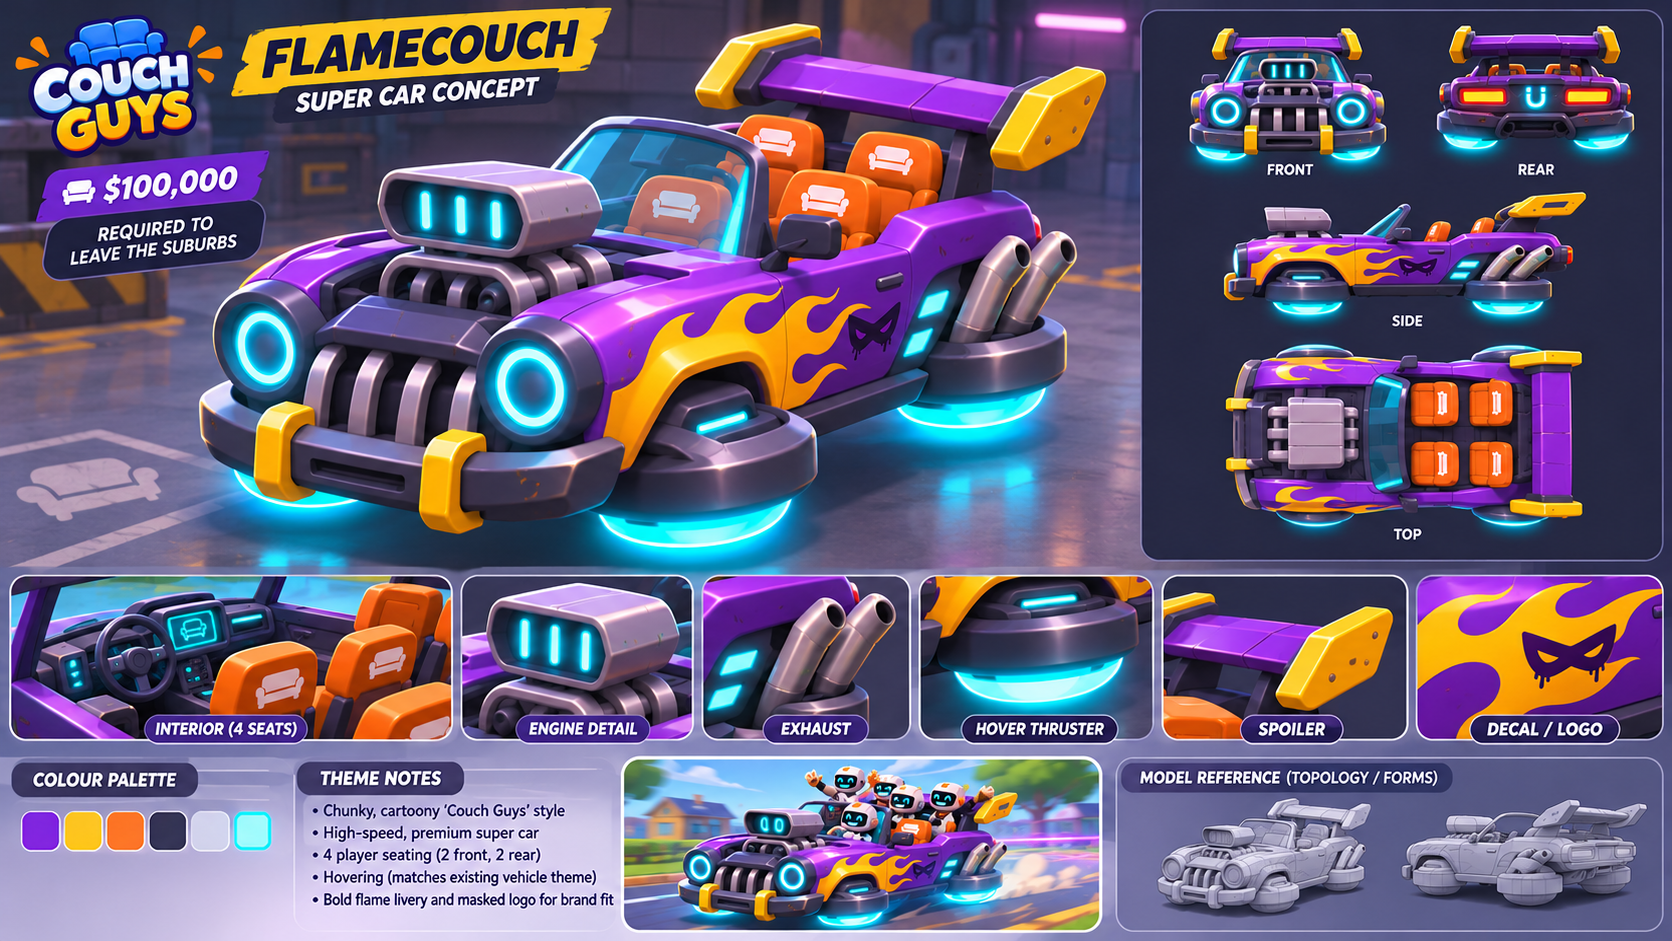 COUCH
GUYS
FLAMECOUCH
SUPER CAR CONCEPT
$100,000
REQUIRED TO
LEAVE THE SUBURBS
FRONT
REAR
SIDE
TOP
INTERIOR (4 SEATS)
ENGINE DETAIL
EXHAUST
HOVER THRUSTER
SPOILER
DECAL / LOGO
COLOUR PALETTE
THEME NOTES
• Chunky, cartoony 'Couch Guys' style
• High-speed, premium super car
• 4 player seating (2 front, 2 rear)
• Hovering (matches existing vehicle theme)
• Bold flame livery and masked logo for brand fit
MODEL REFERENCE (TOPOLOGY / FORMS)